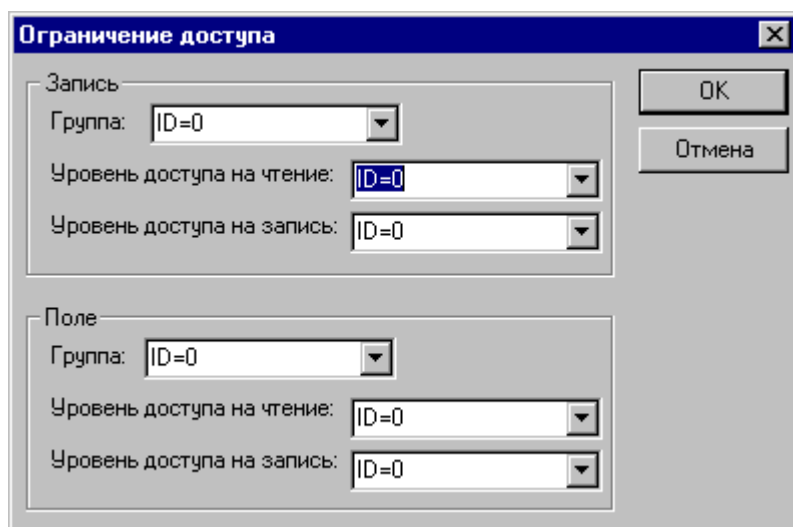 Ограничение доступа
Запись
Группа: ID=0
Уровень доступа на чтение: ID=0
Уровень доступа на запись: ID=0
OK
Отмена
Поле
Группа: ID=0
Уровень доступа на чтение: ID=0
Уровень доступа на запись: ID=0